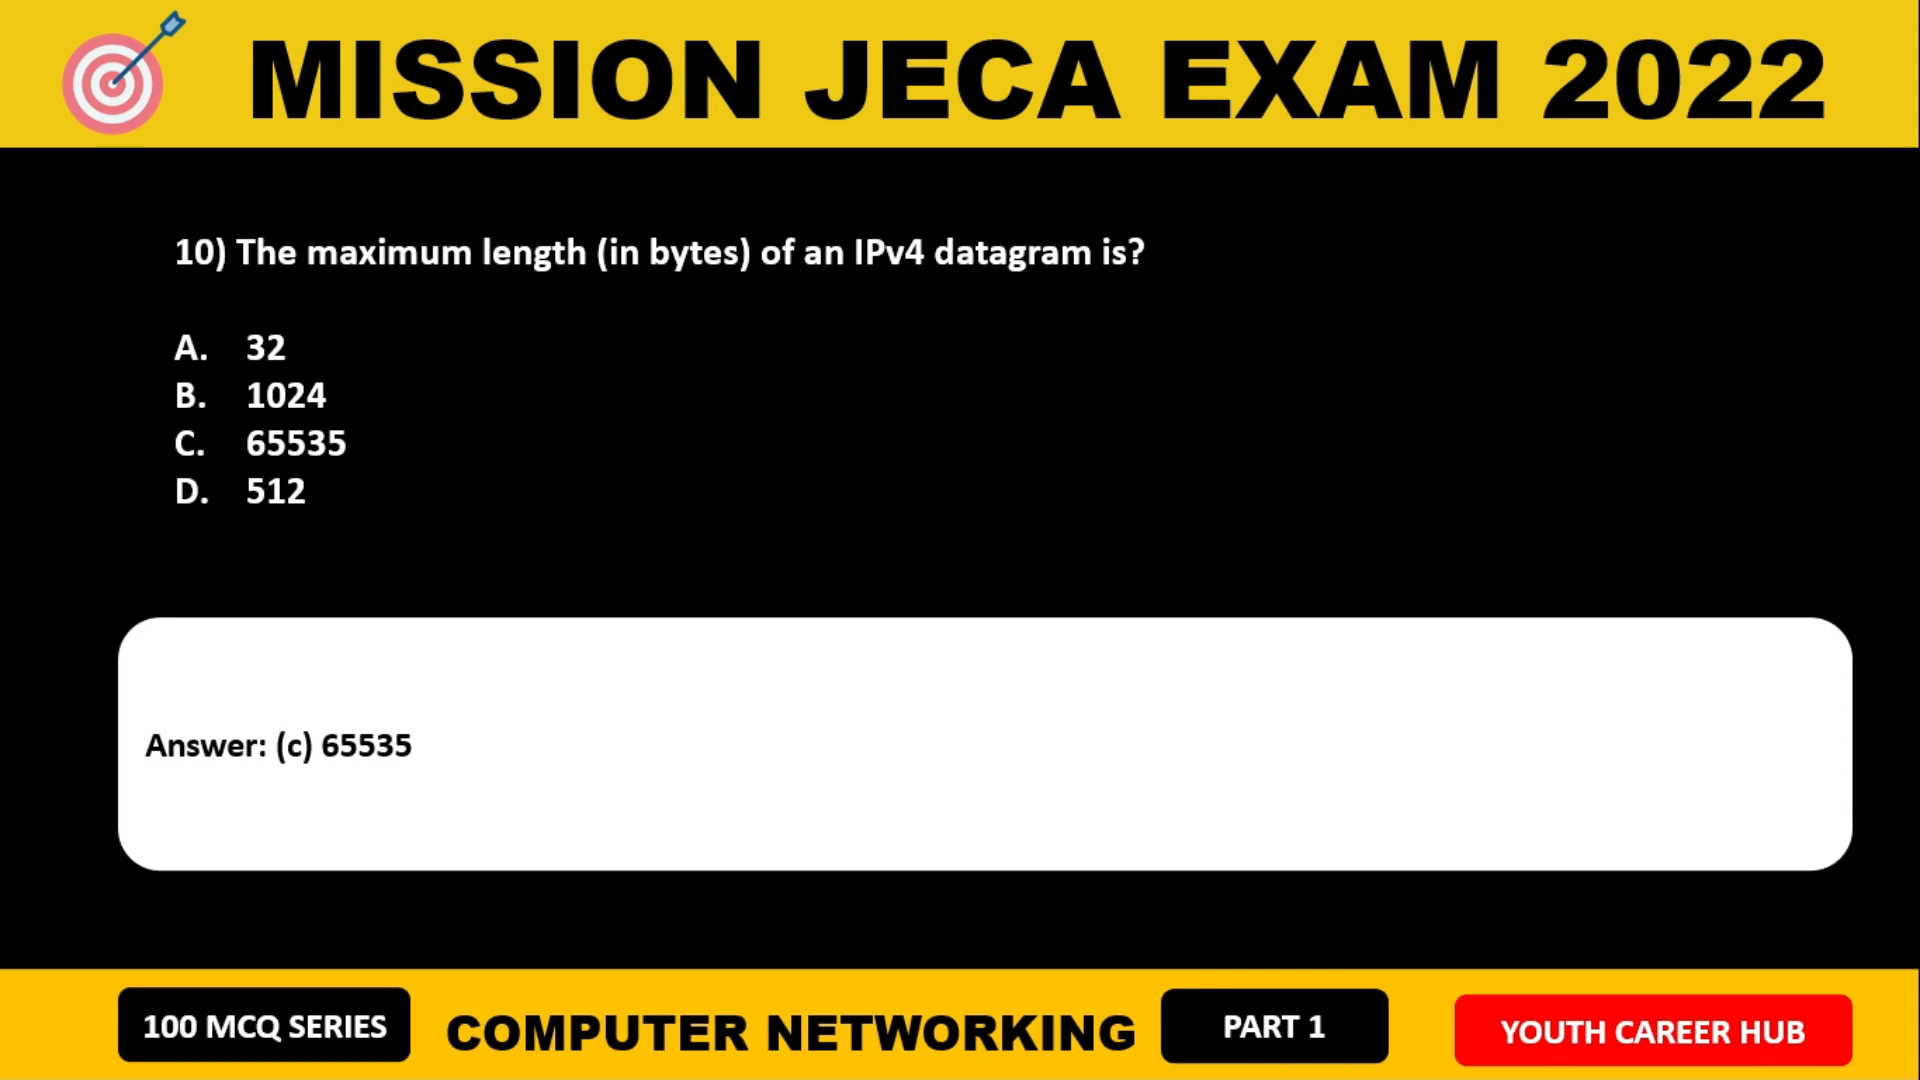 MISSION JECA EXAM 2022
10) The maximum length (in bytes) of an IPv4 datagram is?
A. 32
B. 1024
C. 65535
D. 512
Answer: (c) 65535
100 MCQ SERIES
COMPUTER NETWORKING
PART 1
YOUTH CAREER HUB